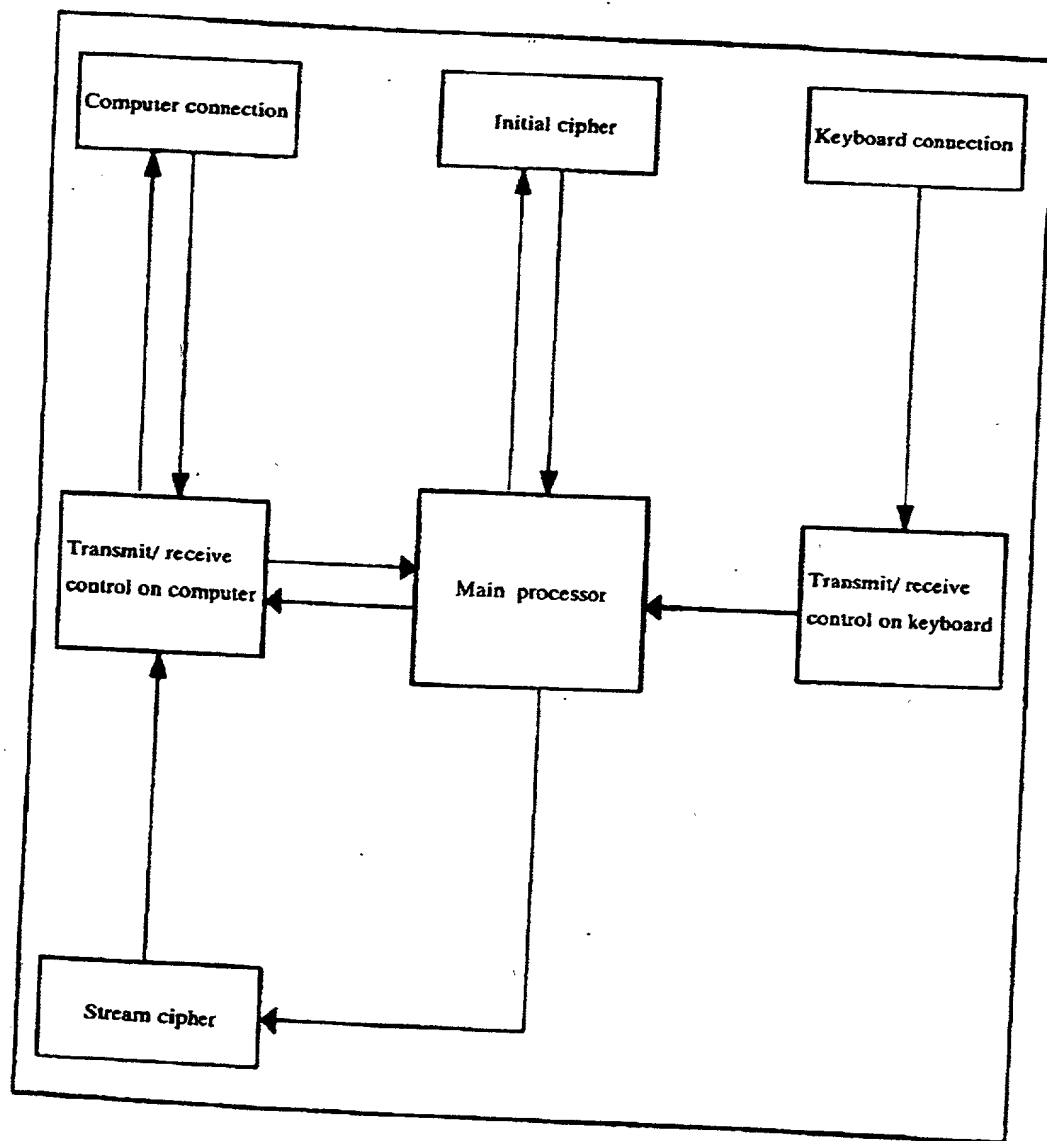 Computer connection
Initial cipher
Keyboard connection
Transmit/ receive
control on computer
Main processor
Transmit/ receive
control on keyboard
Stream cipher